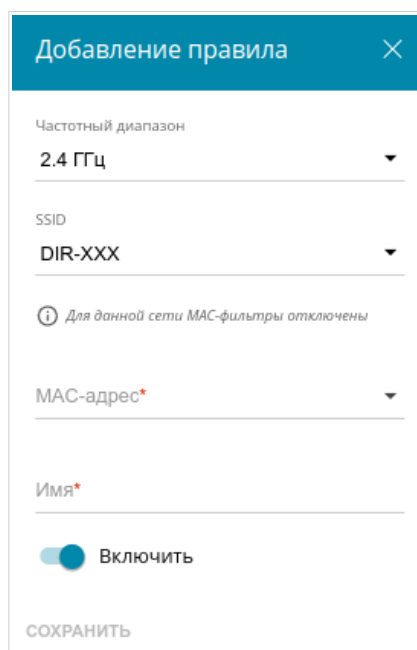 Добавление правила
Частотный диапазон
2.4 ГГц
SSID
DIR-XXX
Для данной сети MAC-фильтры отключены
MAC-адрес*
Имя*
Включить
СОХРАНИТЬ